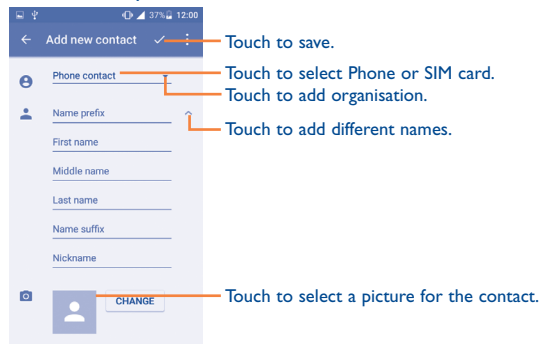 37% 12:00
Add new contact Touch to save.
Phone contact Touch to select Phone or SIM card.
Touch to add organisation.
Name prefix
Touch to add different names.
First name
Middle name
Last name
Name suffix
Nickname
CHANGE Touch to select a picture for the contact.